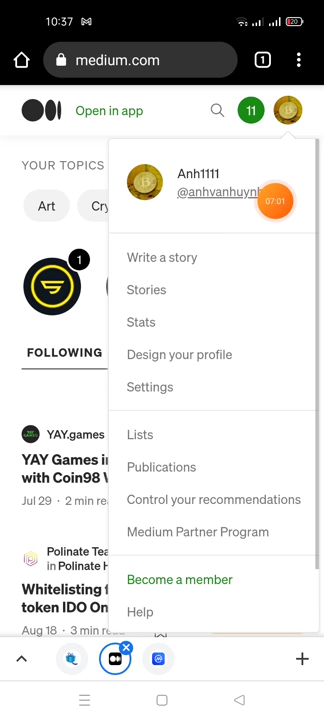 10:37
20
medium.com
1
Open in app
11
YOUR TOPICS
Anh1111
@anhvanhuynh
07:01
Art
Cry
Write a story
1
Stories
Stats
FOLLOWING
Design your profile
Settings
YAY.games
Lists
YAY Games i
with Coin98
Publications
Jul 29 · 2 min re
Control your recommendations
Medium Partner Program
Polinate Tea
in Polinate H
Whitelisting f
token IDO On
Become a member
Aug 18 · 3 min
Help